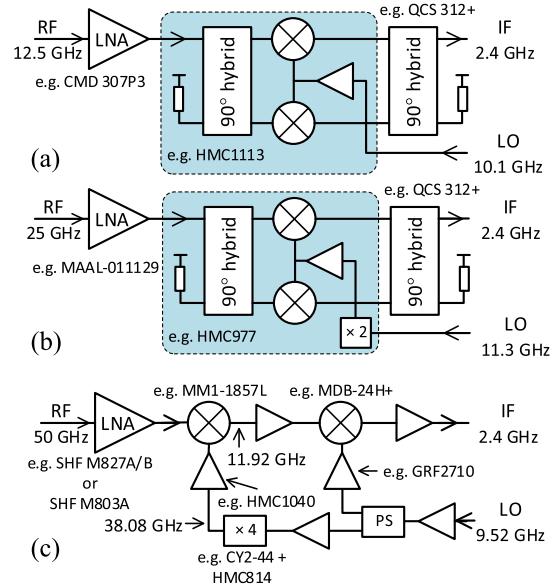 (a)
RF
12.5 GHz
LNA
e.g. CMD 307P3
90° hybrid
e.g. HMC1113
e.g. QCS 312+
90° hybrid
IF
2.4 GHz
LO
10.1 GHz
(b)
RF
25 GHz
LNA
e.g. MAAL-011129
90° hybrid
e.g. HMC977
× 2
e.g. QCS 312+
90° hybrid
IF
2.4 GHz
LO
11.3 GHz
(c)
RF
50 GHz
LNA
e.g. SHF M827A/B
or
SHF M803A
e.g. MM1-1857L
e.g. MDB-24H+
IF
2.4 GHz
11.92 GHz
e.g. GRF2710
e.g. HMC1040
38.08 GHz
× 4
e.g. CY2-44 +
HMC814
PS
LO
9.52 GHz